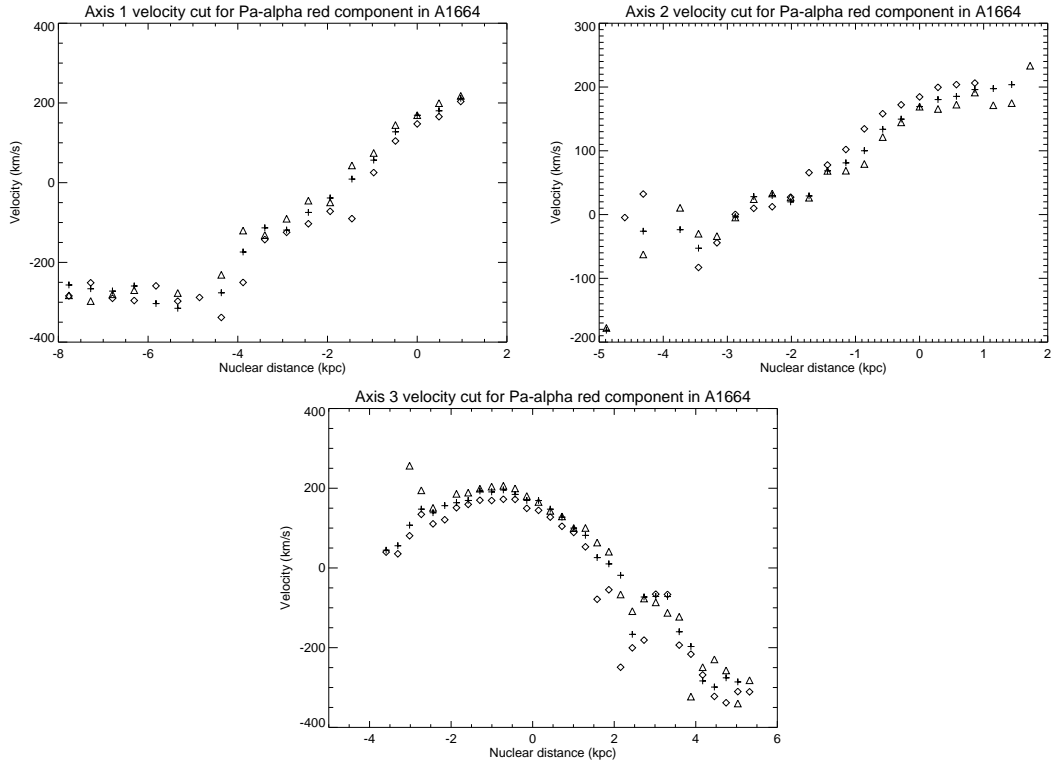 Axis 1 velocity cut for Pa-alpha red component in A1664
400
200
0
-200
-400
Velocity (km/s)
-8 -6 -4 -2 0 2
Nuclear distance (kpc)
Axis 2 velocity cut for Pa-alpha red component in A1664
300
200
100
0
-100
-200
Velocity (km/s)
-5 -4 -3 -2 -1 0 1 2
Nuclear distance (kpc)
Axis 3 velocity cut for Pa-alpha red component in A1664
400
200
0
-200
-400
Velocity (km/s)
-4 -2 0 2 4 6
Nuclear distance (kpc)